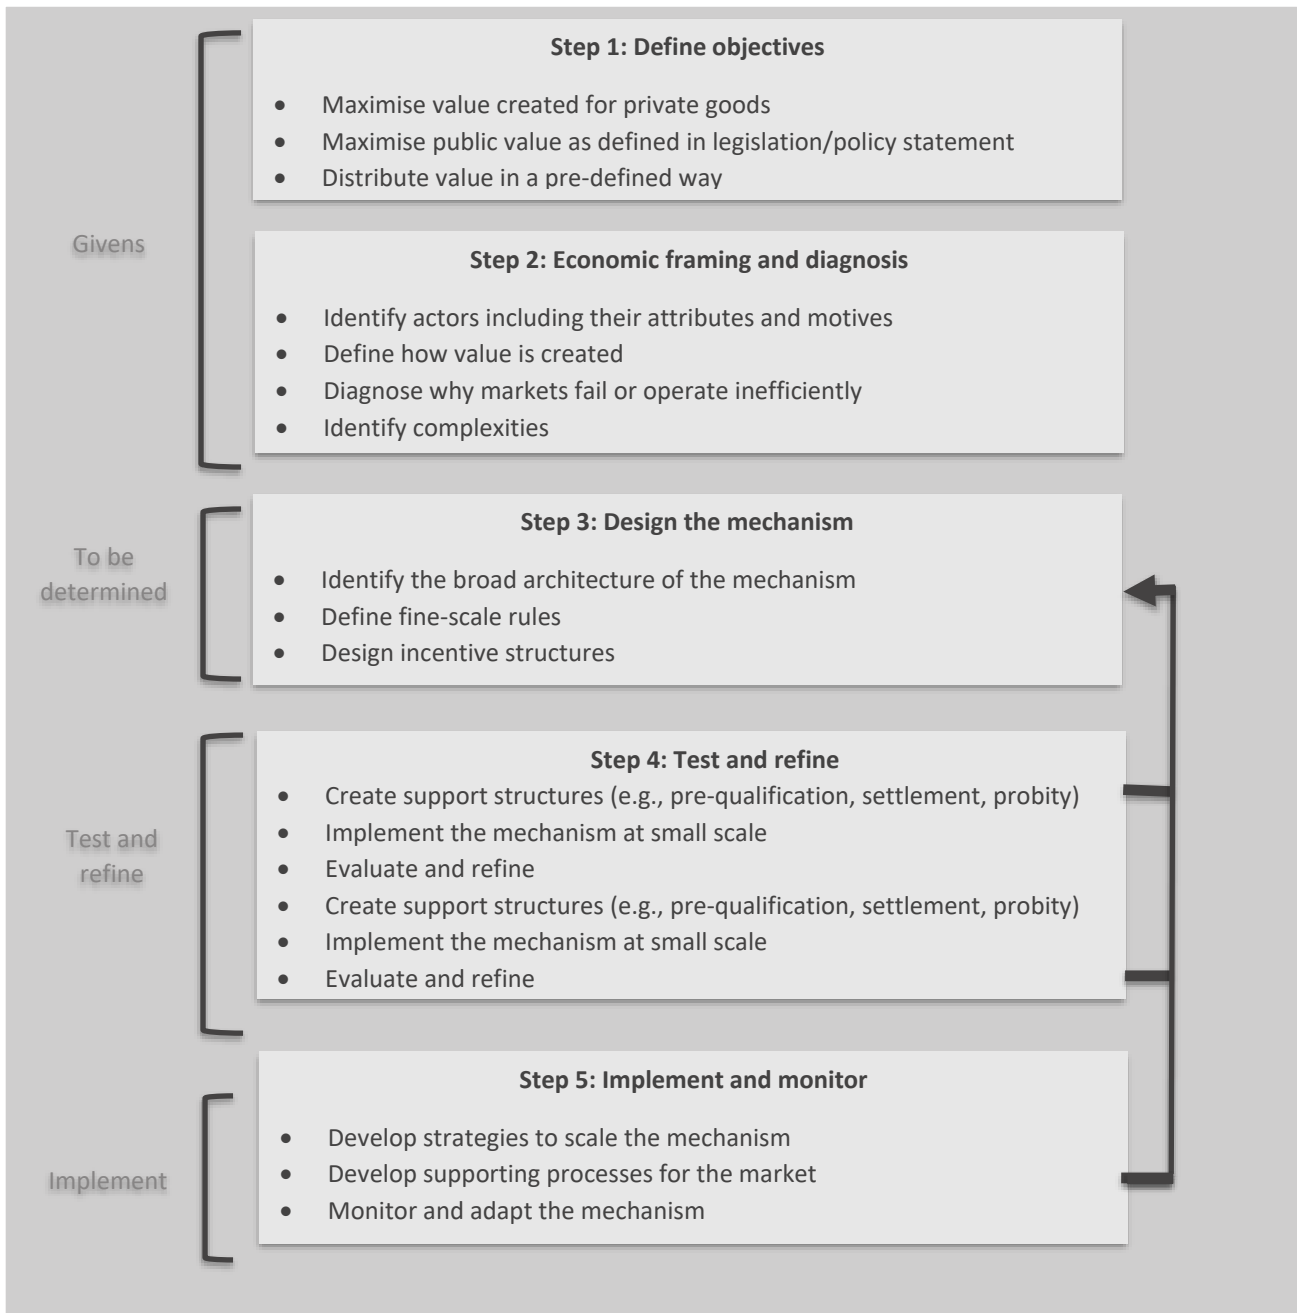 Step 1: Define objectives
• Maximise value created for private goods
• Maximise public value as defined in legislation/policy statement
• Distribute value in a pre-defined way
Givens
Step 2: Economic framing and diagnosis
• Identify actors including their attributes and motives
• Define how value is created
• Diagnose why markets fail or operate inefficiently
• Identify complexities
Step 3: Design the mechanism
To be
determined
• Identify the broad architecture of the mechanism
• Define fine-scale rules
• Design incentive structures
Step 4: Test and refine
Test and
refine
• Create support structures (e.g., pre-qualification, settlement, probity)
• Implement the mechanism at small scale
• Evaluate and refine
• Create support structures (e.g., pre-qualification, settlement, probity)
• Implement the mechanism at small scale
• Evaluate and refine
Step 5: Implement and monitor
Implement
• Develop strategies to scale the mechanism
• Develop supporting processes for the market
• Monitor and adapt the mechanism